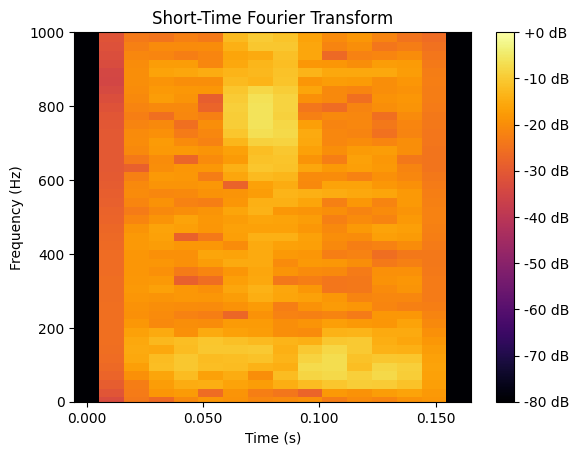 Short-Time Fourier Transform
1000
800
600
400
200
0
Frequency (Hz)
0.000
0.050
0.100
0.150
Time (s)
+0 dB
-10 dB
-20 dB
-30 dB
-40 dB
-50 dB
-60 dB
-70 dB
-80 dB